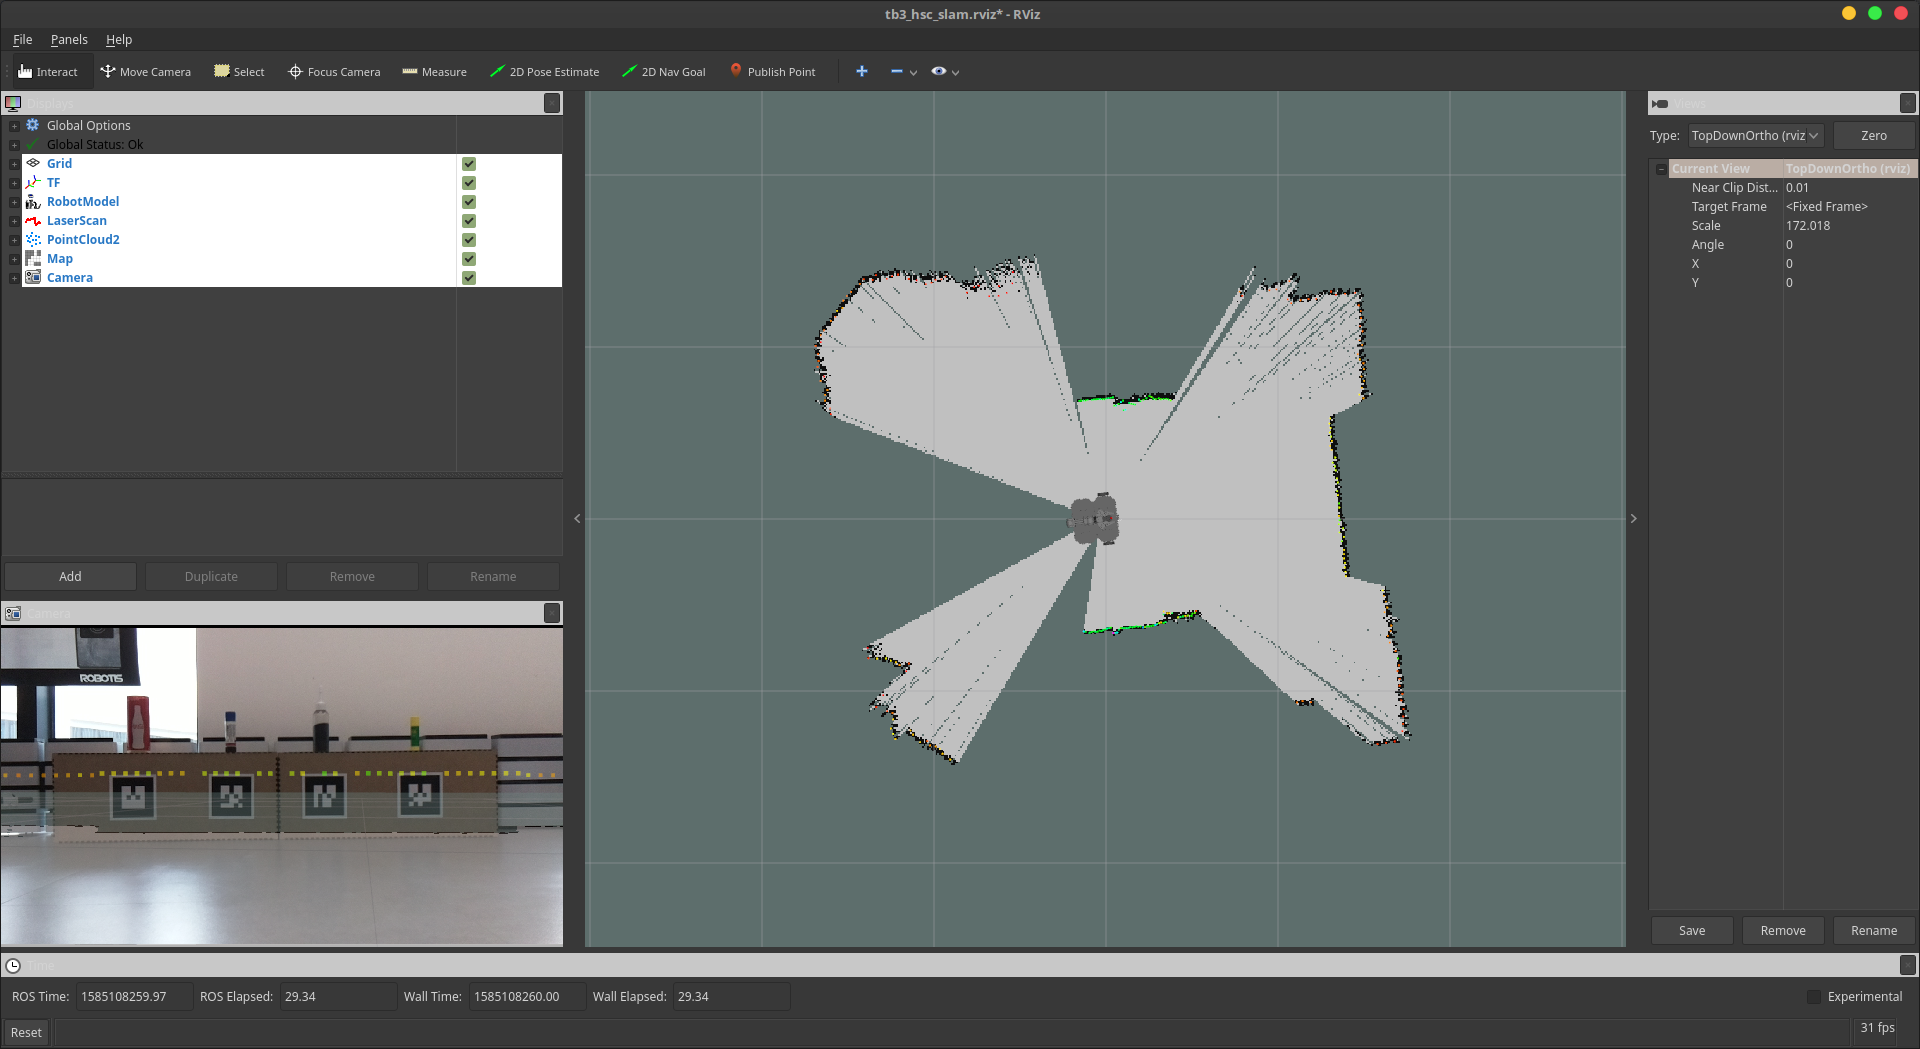 tb3_hsc_slam.rviz* - RViz
File Panels Help
Interact Move Camera Select Focus Camera Measure 2D Pose Estimate 2D Nav Goal Publish Point
Displays
Global Options
Global Status: Ok
Grid
TF
RobotModel
LaserScan
PointCloud2
Map
Camera
Add Duplicate Remove Rename
Camera
ROBOTIS
Views
Type: TopDownOrtho (rviz Zero
Current View TopDownOrtho (rviz)
Near Clip Dist... 0.01
Target Frame <Fixed Frame>
Scale 172.018
Angle 0
X 0
Y 0
Save Remove Rename
Time
ROS Time: 1585108259.97 ROS Elapsed: 29.34 Wall Time: 1585108260.00 Wall Elapsed: 29.34 Experimental
Reset 31 fps